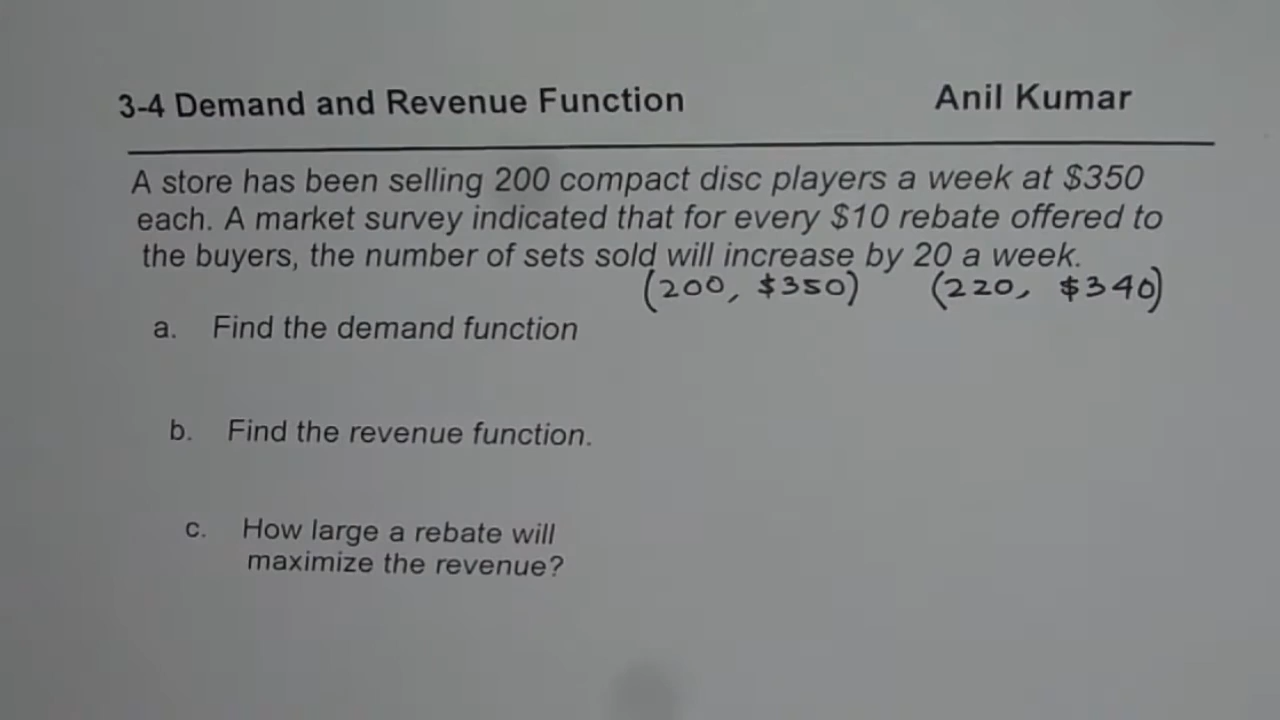 3-4 Demand and Revenue Function Anil Kumar
A store has been selling 200 compact disc players a week at $350
each. A market survey indicated that for every $10 rebate offered to
the buyers, the number of sets sold will increase by 20 a week.
(200, $350) (220, $340)
a. Find the demand function
b. Find the revenue function.
c. How large a rebate will
maximize the revenue?